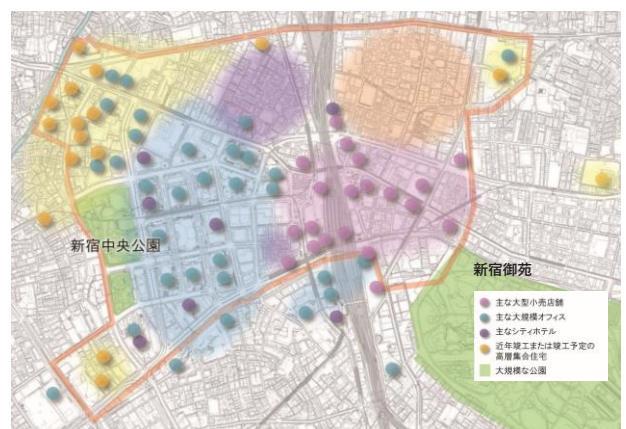 新宿中央公園
新宿御苑
主な大型小売店舗
主な大規模オフィス
主なシティホテル
近年竣工または竣工予定の
高層集合住宅
大規模な公園